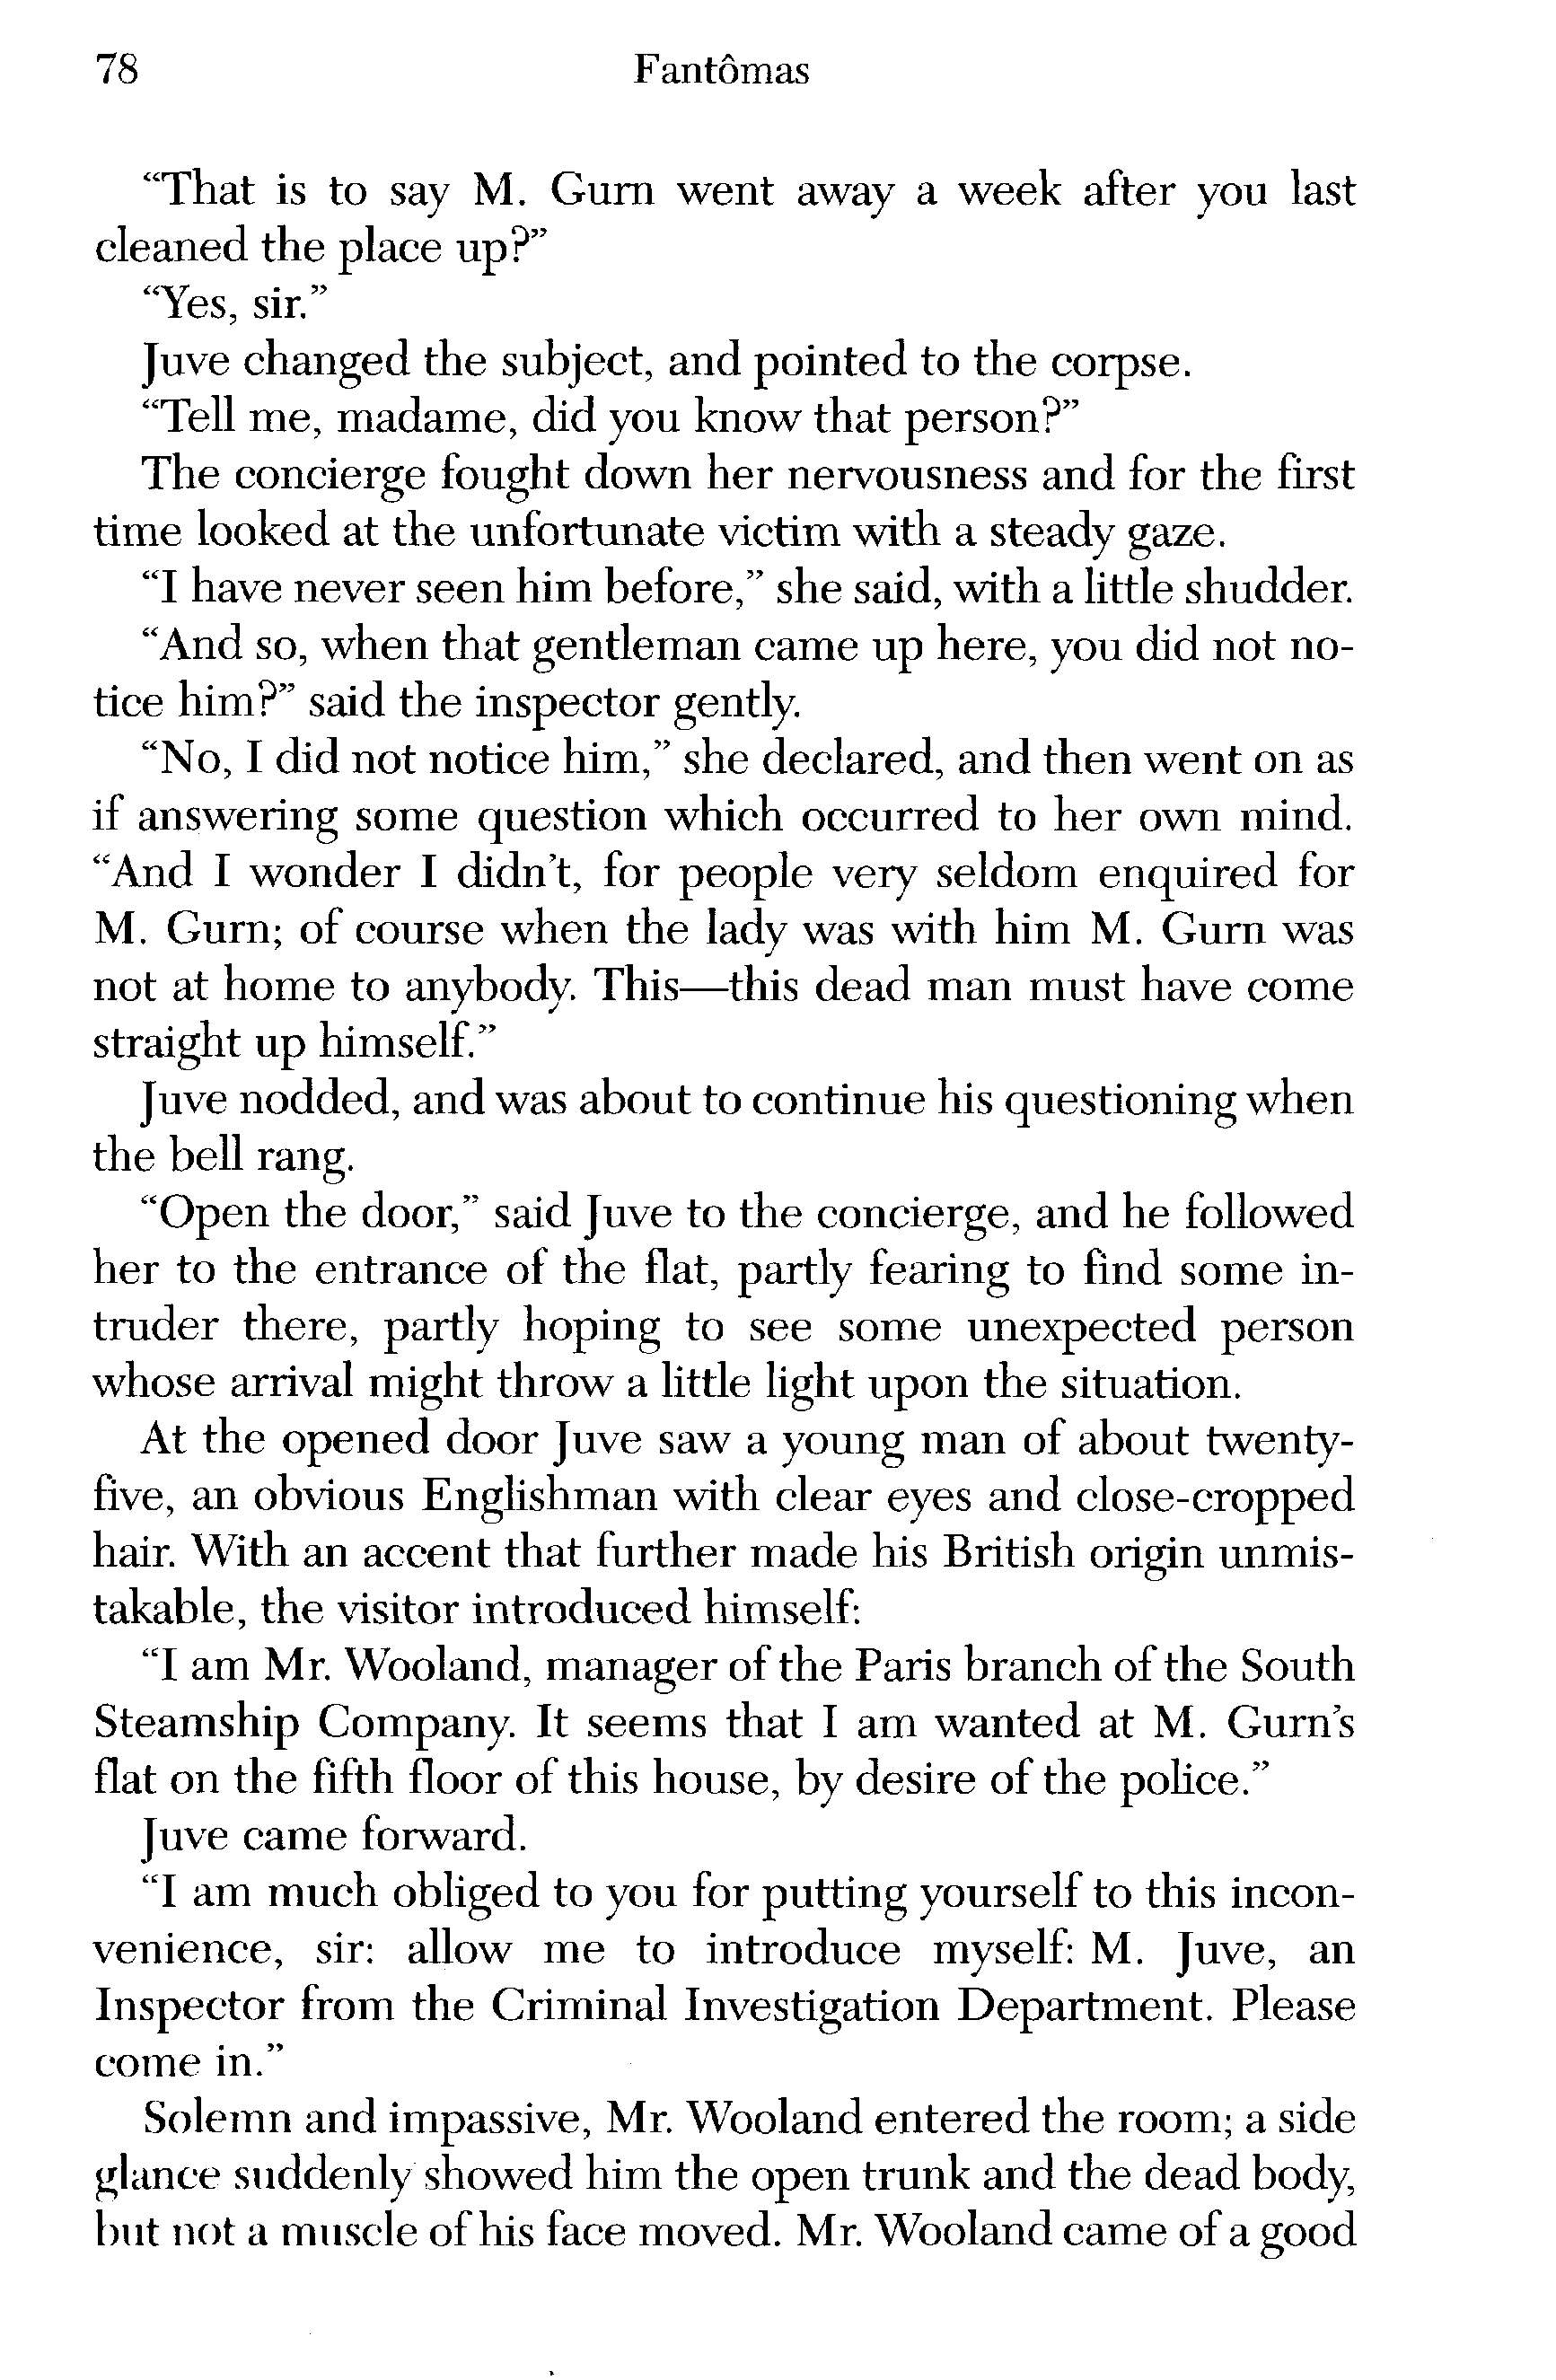 78 Fantômas
“That is to say M. Gurn went away a week after you last
cleaned the place up?”
“Yes, sir.”
Juve changed the subject, and pointed to the corpse.
“Tell me, madame, did you know that person?”
The concierge fought down her nervousness and for the first
time looked at the unfortunate victim with a steady gaze.
“I have never seen him before,” she said, with a little shudder.
“And so, when that gentleman came up here, you did not no-
tice him?” said the inspector gently.
“No, I did not notice him,” she declared, and then went on as
if answering some question which occurred to her own mind.
“And I wonder I didn’t, for people very seldom enquired for
M. Gurn; of course when the lady was with him M. Gurn was
not at home to anybody. This—this dead man must have come
straight up himself.”
Juve nodded, and was about to continue his questioning when
the bell rang.
“Open the door,” said Juve to the concierge, and he followed
her to the entrance of the flat, partly fearing to find some in-
truder there, partly hoping to see some unexpected person
whose arrival might throw a little light upon the situation.
At the opened door Juve saw a young man of about twenty-
five, an obvious Englishman with clear eyes and close-cropped
hair. With an accent that further made his British origin unmis-
takable, the visitor introduced himself:
“I am Mr. Wooland, manager of the Paris branch of the South
Steamship Company. It seems that I am wanted at M. Gurn’s
flat on the fifth floor of this house, by desire of the police.”
Juve came forward.
“I am much obliged to you for putting yourself to this incon-
venience, sir: allow me to introduce myself: M. Juve, an
Inspector from the Criminal Investigation Department. Please
come in.”
Solemn and impassive, Mr. Wooland entered the room; a side
glance suddenly showed him the open trunk and the dead body,
but not a muscle of his face moved. Mr. Wooland came of a good